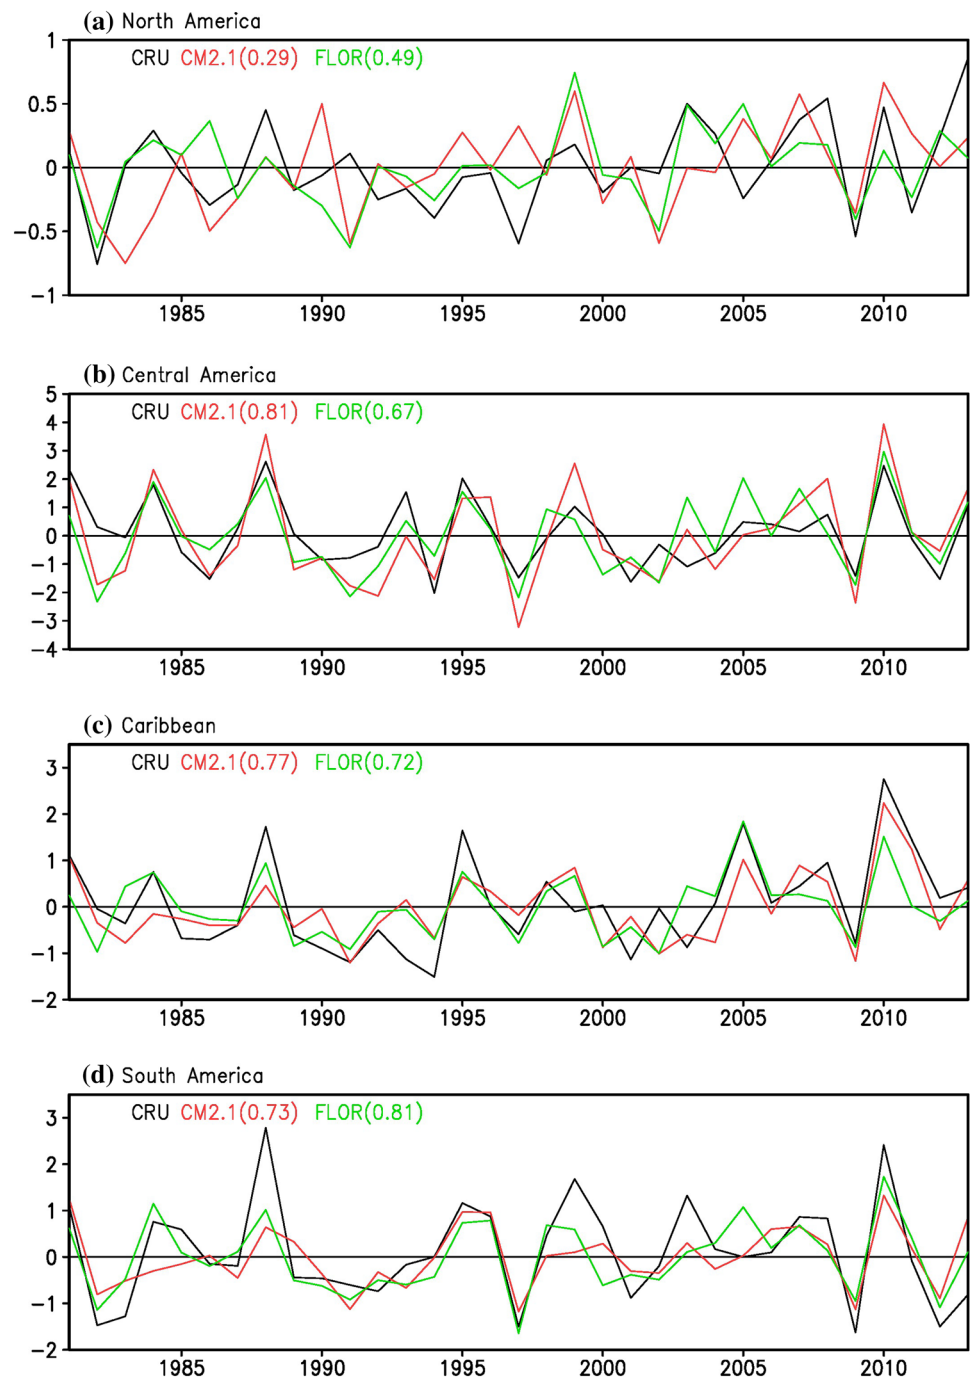 (a) North America
CRU CM2.1(0.29) FLOR(0.49)
1
0.5
0
−0.5
−1
1985 1990 1995 2000 2005 2010
(b) Central America
CRU CM2.1(0.81) FLOR(0.67)
5
4
3
2
1
0
−1
−2
−3
−4
1985 1990 1995 2000 2005 2010
(c) Caribbean
CRU CM2.1(0.77) FLOR(0.72)
3
2
1
0
−1
−2
1985 1990 1995 2000 2005 2010
(d) South America
CRU CM2.1(0.73) FLOR(0.81)
3
2
1
0
−1
−2
1985 1990 1995 2000 2005 2010